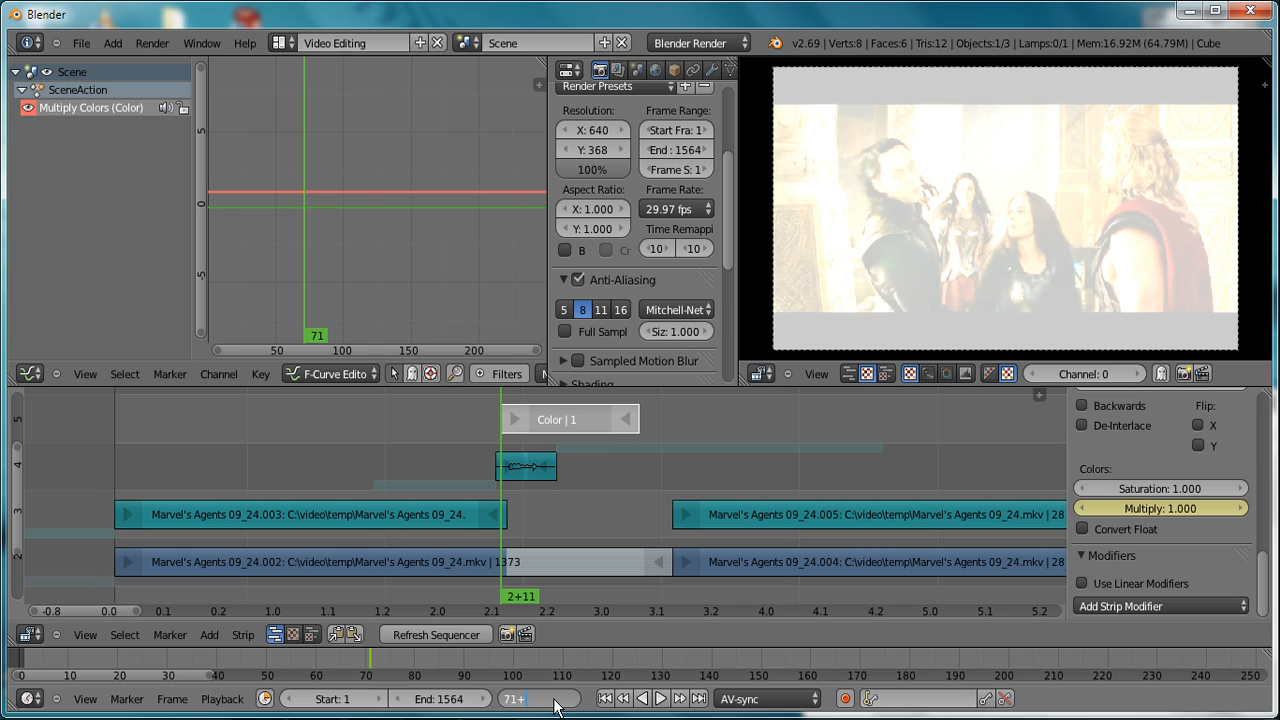 Blender
File Add Render Window Help Video Editing Scene Blender Render v2.69 | Verts:8 | Faces:6 | Tris:12 | Objects:1/3 | Lamps:0/1 | Mem:16.92M (64.79M) | Cube
Scene
SceneAction
Multiply Colors (Color)
5
0
-5
71
50 100 150 200
View Select Marker Channel Key F-Curve Edito Filters
Render Presets
Resolution: Frame Range:
X: 640 Start Fra: 1
Y: 368 End : 1564
100% Frame S: 1
Aspect Ratio: Frame Rate:
X: 1.000 29.97 fps
Y: 1.000 Time Remappi
B Cr 10 10
Anti-Aliasing
5 8 11 16 Mitchell-Net
Full Sampl Siz: 1.000
Sampled Motion Blur
Shading
View Channel: 0
5
4
3
2
Color | 1
Marvel's Agents 09_24.003: C:\video\temp\Marvel's Agents 09_24. Marvel's Agents 09_24.005: C:\video\temp\Marvel's Agents 09_24.mkv | 28
Marvel's Agents 09_24.002: C:\video\temp\Marvel's Agents 09_24.mkv | 1373 Marvel's Agents 09_24.004: C:\video\temp\Marvel's Agents 09_24.mkv | 28
2+11
-0.8 0.0 0.1 0.2 1.1 1.2 2.0 2.1 2.2 3.0 3.1 3.2 4.0 4.1 4.2 5.0 5.1 5.2
Backwards Flip:
De-Interlace X
Y
Colors:
Saturation: 1.000
Multiply: 1.000
Convert Float
Modifiers
Use Linear Modifiers
Add Strip Modifier
View Select Marker Add Strip Refresh Sequencer
0 10 20 30 40 50 60 70 80 90 100 110 120 130 140 150 160 170 180 190 200 210 220 230 240 250
View Marker Frame Playback Start: 1 End: 1564 71+ AV-sync